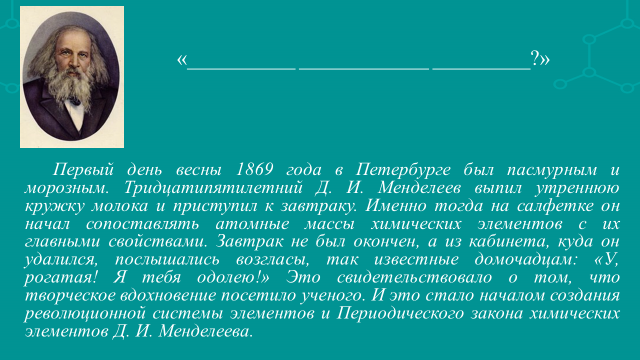 «__________ ____________ _________?»
Первый день весны 1869 года в Петербурге был пасмурным и
морозным. Тридцатипятилетний Д. И. Менделеев выпил утреннюю
кружку молока и приступил к завтраку. Именно тогда на салфетке он
начал сопоставлять атомные массы химических элементов с их
главными свойствами. Завтрак не был окончен, а из кабинета, куда он
удалился, послышались возгласы, так известные домочадцам: «У,
рогатая! Я тебя одолею!» Это свидетельствовало о том, что
творческое вдохновение посетило ученого. И это стало началом создания
революционной системы элементов и Периодического закона химических
элементов Д. И. Менделеева.